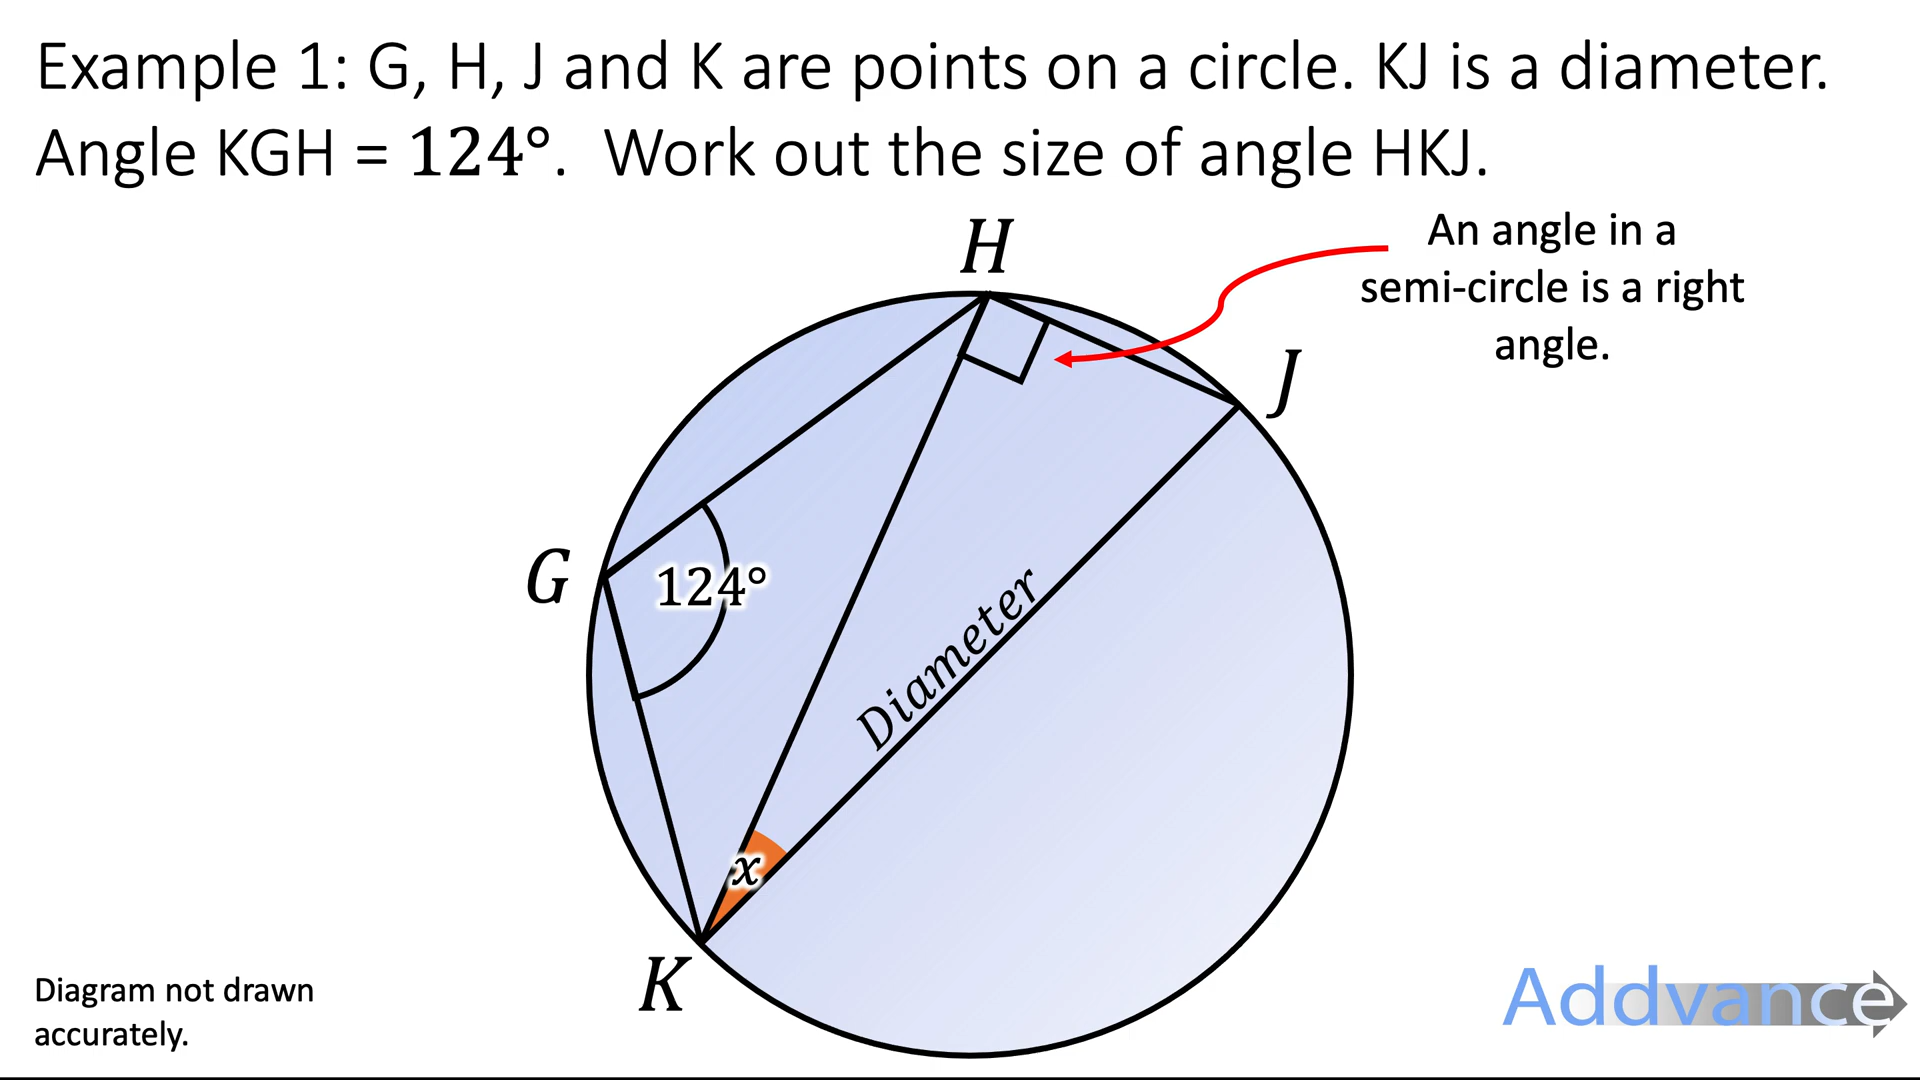 Example 1: G, H, J and K are points on a circle. KJ is a diameter.
Angle KGH = 124°. Work out the size of angle HKJ.
An angle in a
semi-circle is a right
angle.
H
J
G
124°
Diameter
x
K
Diagram not drawn
accurately.
Addvance